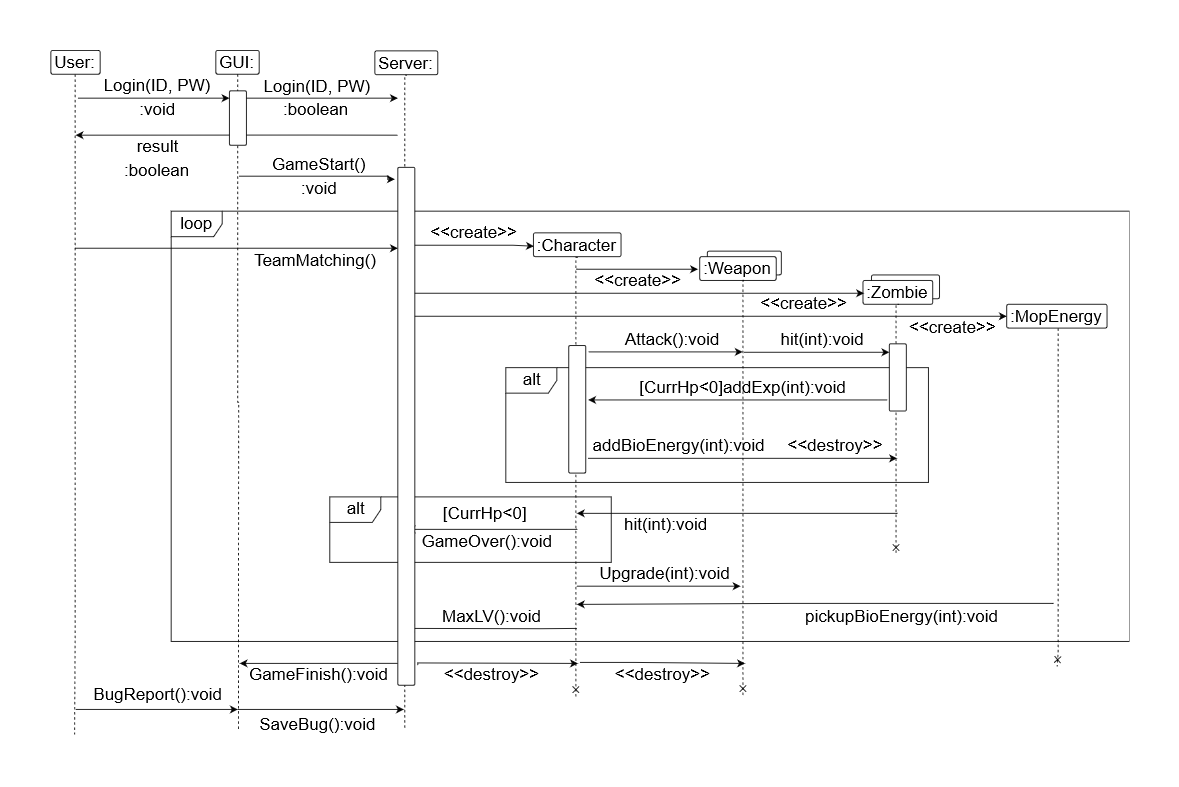 User:
GUI:
Server:
Login(ID, PW)
:void
Login(ID, PW)
:boolean
result
:boolean
GameStart()
:void
loop
TeamMatching()
<<create>>
:Character
<<create>>
:Weapon
<<create>>
:Zombie
<<create>>
:MopEnergy
Attack():void
hit(int):void
alt
[CurrHp<0]addExp(int):void
addBioEnergy(int):void
<<destroy>>
alt
[CurrHp<0]
GameOver():void
hit(int):void
Upgrade(int):void
MaxLV():void
pickupBioEnergy(int):void
GameFinish():void
<<destroy>>
<<destroy>>
BugReport():void
SaveBug():void